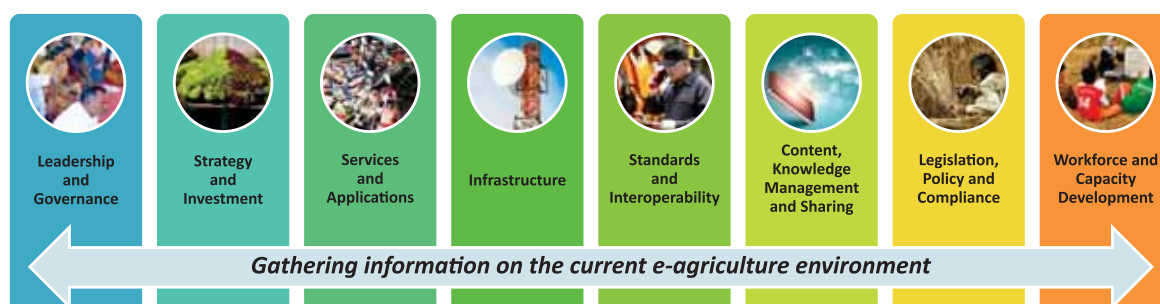 Leadership
and
Governance
Strategy
and
Investment
Services
and
Applications
Infrastructure
Standards
and
Interoperability
Content,
Knowledge
Management
and Sharing
Legislation,
Policy and
Compliance
Workforce and
Capacity
Development
Gathering information on the current e-agriculture environment